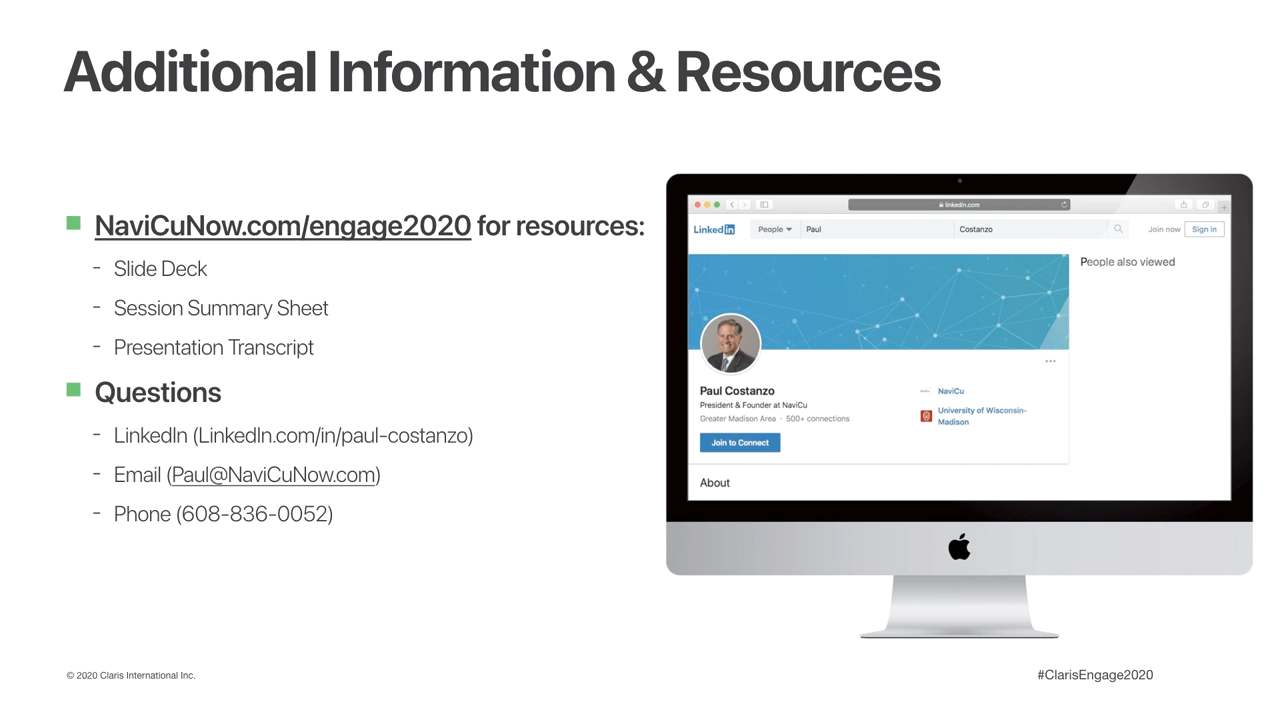 Additional Information & Resources
NaviCuNow.com/engage2020 for resources:
- Slide Deck
- Session Summary Sheet
- Presentation Transcript
Questions
- LinkedIn (LinkedIn.com/in/paul-costanzo)
- Email (Paul@NaviCuNow.com)
- Phone (608-836-0052)
linkedin.com
LinkedIn People Paul Costanzo Join now Sign in
People also viewed
Paul Costanzo
President & Founder at NaviCu
Greater Madison Area · 500+ connections
Join to Connect
NaviCu
University of Wisconsin-
Madison
About
© 2020 Claris International Inc.
#ClarisEngage2020